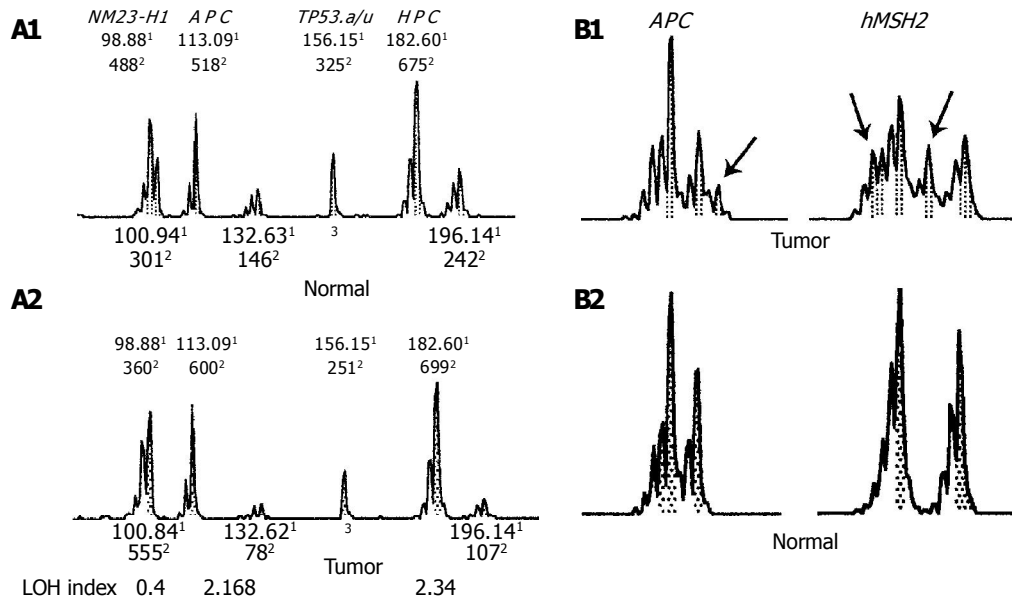 A1
NM23-H1 APC TP53.a/u HPC
98.88¹ 113.09¹ 156.15¹ 182.60¹
488² 518² 325² 675²
100.94¹ 132.63¹ 3 196.14¹
301² 146² 242²
Normal
A2
98.88¹ 113.09¹ 156.15¹ 182.60¹
360² 600² 251² 699²
100.84¹ 132.62¹ 3 196.14¹
555² 78² 107²
Tumor
LOH index 0.4 2.168 2.34
B1
APC hMSH2
Tumor
B2
Normal